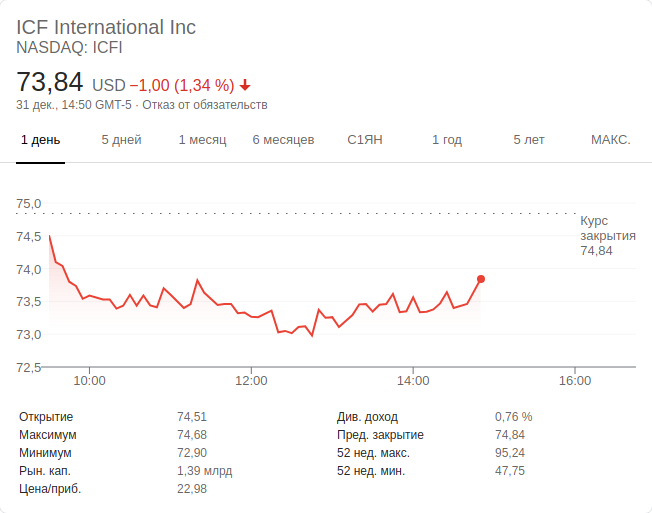 ICF International Inc
NASDAQ: ICFI
73,84 USD −1,00 (1,34 %)
31 дек., 14:50 GMT-5 · Отказ от обязательств
1 день 5 дней 1 месяц 6 месяцев С1ЯН 1 год 5 лет МАКС.
75,0
Курс
закрытия
74,84
74,5
74,0
73,5
73,0
72,5
10:00 12:00 14:00 16:00
Открытие 74,51 Див. доход 0,76 %
Максимум 74,68 Пред. закрытие 74,84
Минимум 72,90 52 нед. макс. 95,24
Рын. кап. 1,39 млрд 52 нед. мин. 47,75
Цена/приб. 22,98